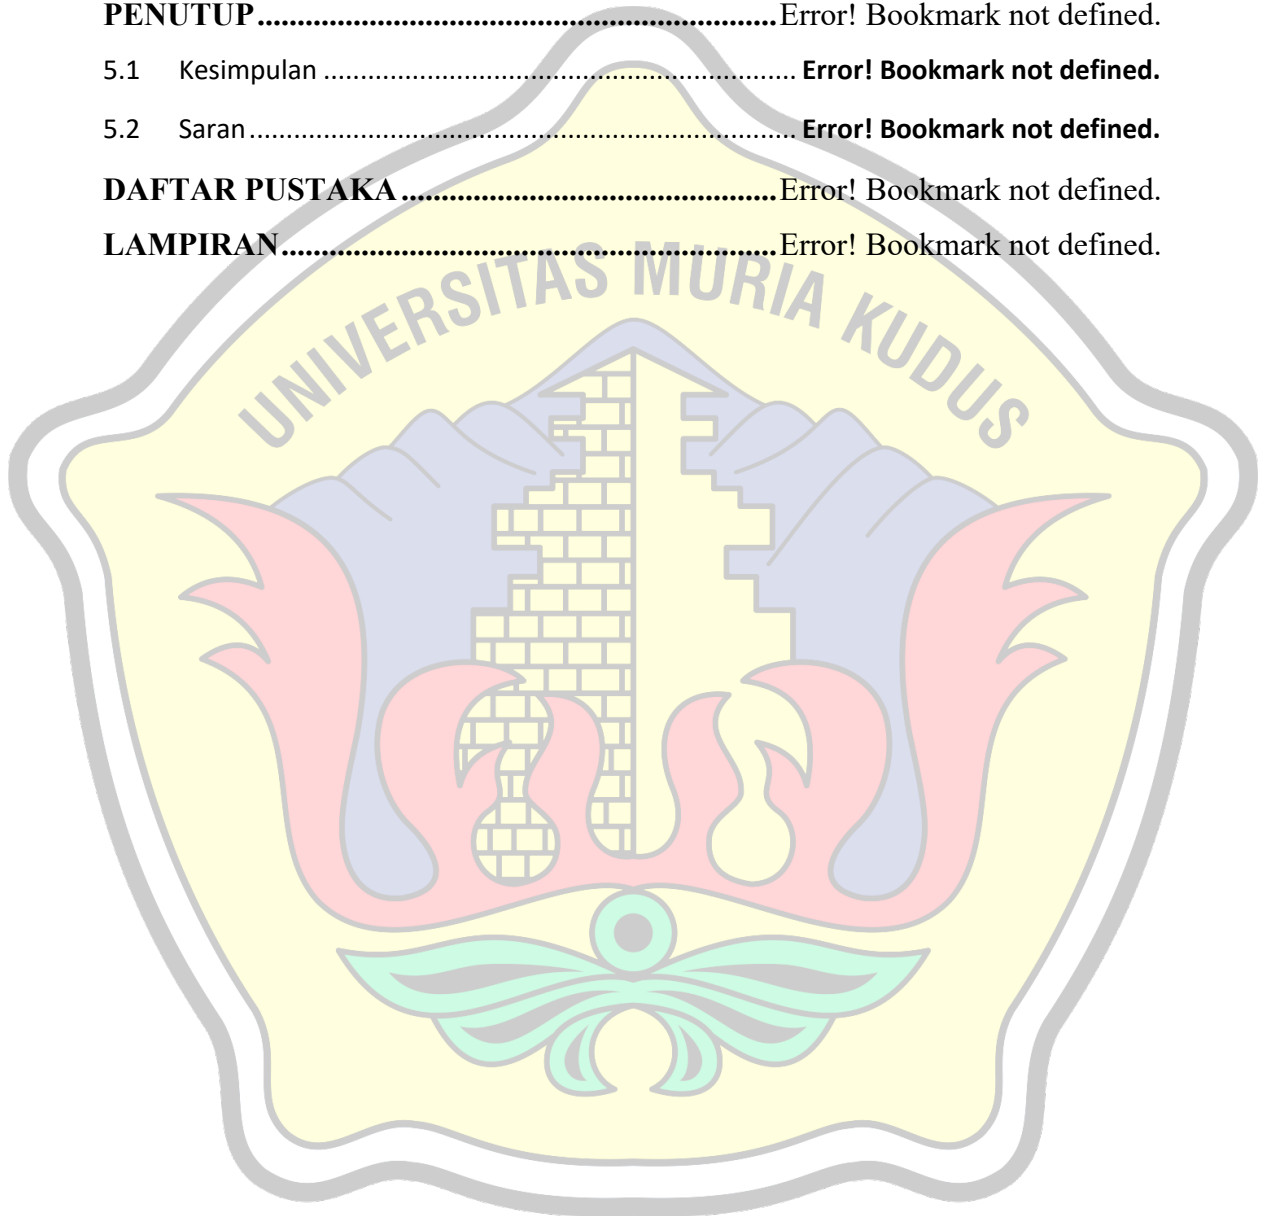 PENUTUP.................................................................Error! Bookmark not defined.
5.1 Kesimpulan ................................................................ Error! Bookmark not defined.
5.2 Saran.......................................................................... Error! Bookmark not defined.
DAFTAR PUSTAKA...............................................Error! Bookmark not defined.
LAMPIRAN..............................................................Error! Bookmark not defined.
UNIVERSITAS MURIA KUDUS